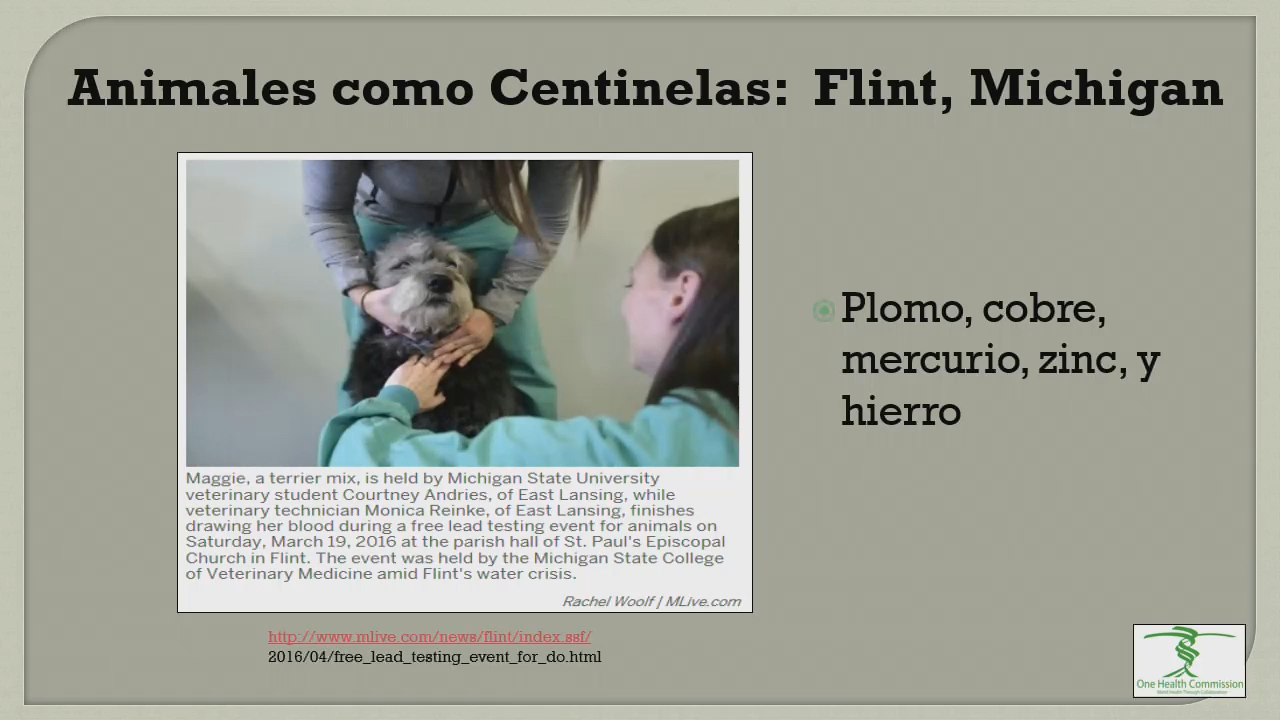 Animales como Centinelas: Flint, Michigan
Maggie, a terrier mix, is held by Michigan State University
veterinary student Courtney Andries, of East Lansing, while
veterinary technician Monica Reinke, of East Lansing, finishes
drawing her blood during a free lead testing event for animals on
Saturday, March 19, 2016 at the parish hall of St. Paul's Episcopal
Church in Flint. The event was held by the Michigan State College
of Veterinary Medicine amid Flint's water crisis.
Rachel Woolf | MLive.com
http://www.mlive.com/news/flint/index.ssf/
2016/04/free_lead_testing_event_for_do.html
Plomo, cobre,
mercurio, zinc, y
hierro
One Health Commission